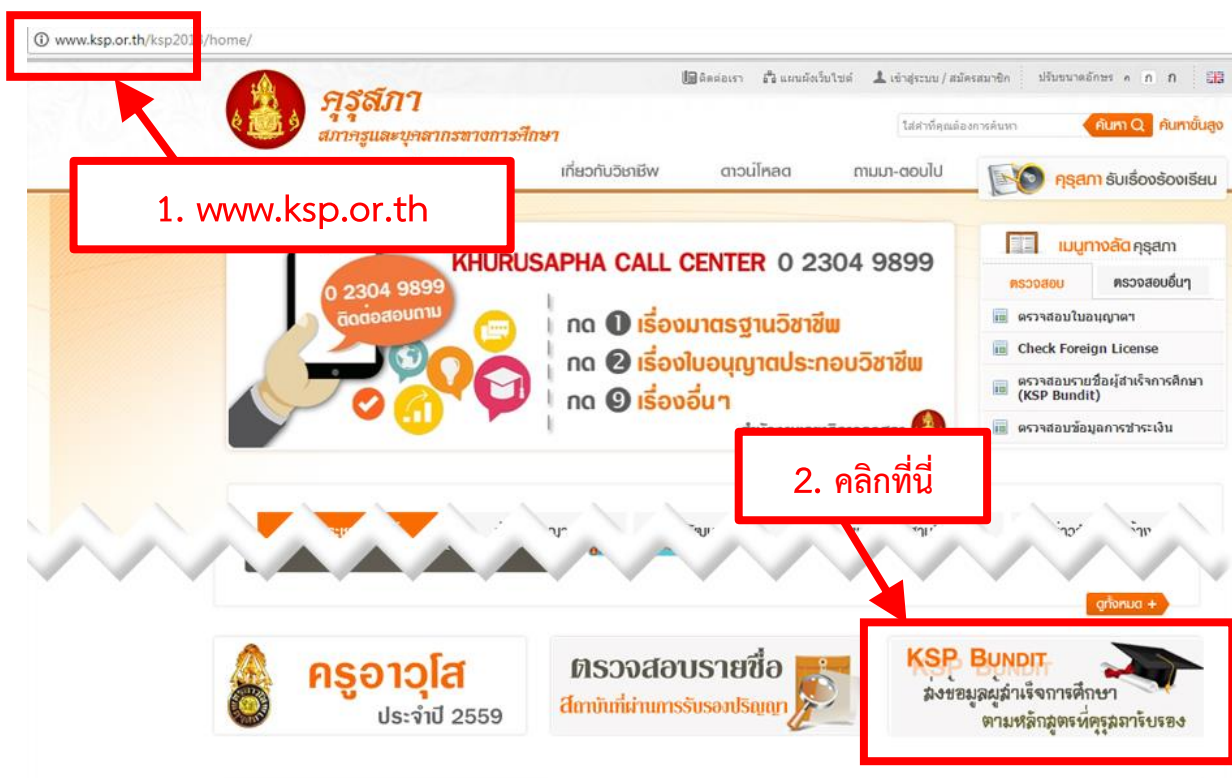 www.ksp.or.th/ksp201 /home/
ติดต่อเรา แผนผังเว็บไซต์ เข้าสู่ระบบ / สมัครสมาชิก ปรับขนาดอักษร ก ก ก
คุรุสภา
สภาครูและบุคลากรทางการศึกษา
ใส่คำที่คุณต้องการค้นหา ค้นหา ค้นหาขั้นสูง
เกี่ยวกับวิชาชีพ ดาวน์โหลด ถามมา-ตอบไป
คุรุสภา รับเรื่องร้องเรียน
1. www.ksp.or.th
KHURUSAPHA CALL CENTER 0 2304 9899
0 2304 9899
ติดต่อสอบถาม
กด 1 เรื่องมาตรฐานวิชาชีพ
กด 2 เรื่องใบอนุญาตประกอบวิชาชีพ
กด 9 เรื่องอื่นๆ
เมนูทางลัด คุรุสภา
ตรวจสอบ ตรวจสอบอื่นๆ
ตรวจสอบใบอนุญาตฯ
Check Foreign License
ตรวจสอบรายชื่อผู้สำเร็จการศึกษา
(KSP Bundit)
ตรวจสอบข้อมูลการชำระเงิน
2. คลิกที่นี่
ดูทั้งหมด +
ครูอาวุโส
ประจำปี 2559
ตรวจสอบรายชื่อ
สถาบันที่ผ่านการรับรองปริญญา
KSP BUNDIT
ส่งข้อมูลผู้สำเร็จการศึกษา
ตามหลักสูตรที่คุรุสภารับรอง